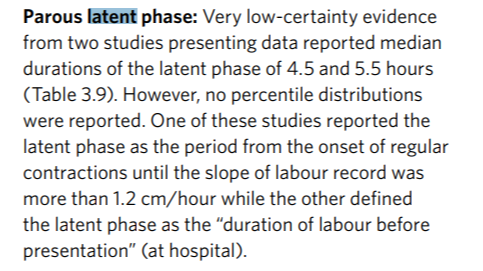 Parous latent phase: Very low-certainty evidence
from two studies presenting data reported median
durations of the latent phase of 4.5 and 5.5 hours
(Table 3.9). However, no percentile distributions
were reported. One of these studies reported the
latent phase as the period from the onset of regular
contractions until the slope of labour record was
more than 1.2 cm/hour while the other defined
the latent phase as the “duration of labour before
presentation” (at hospital).